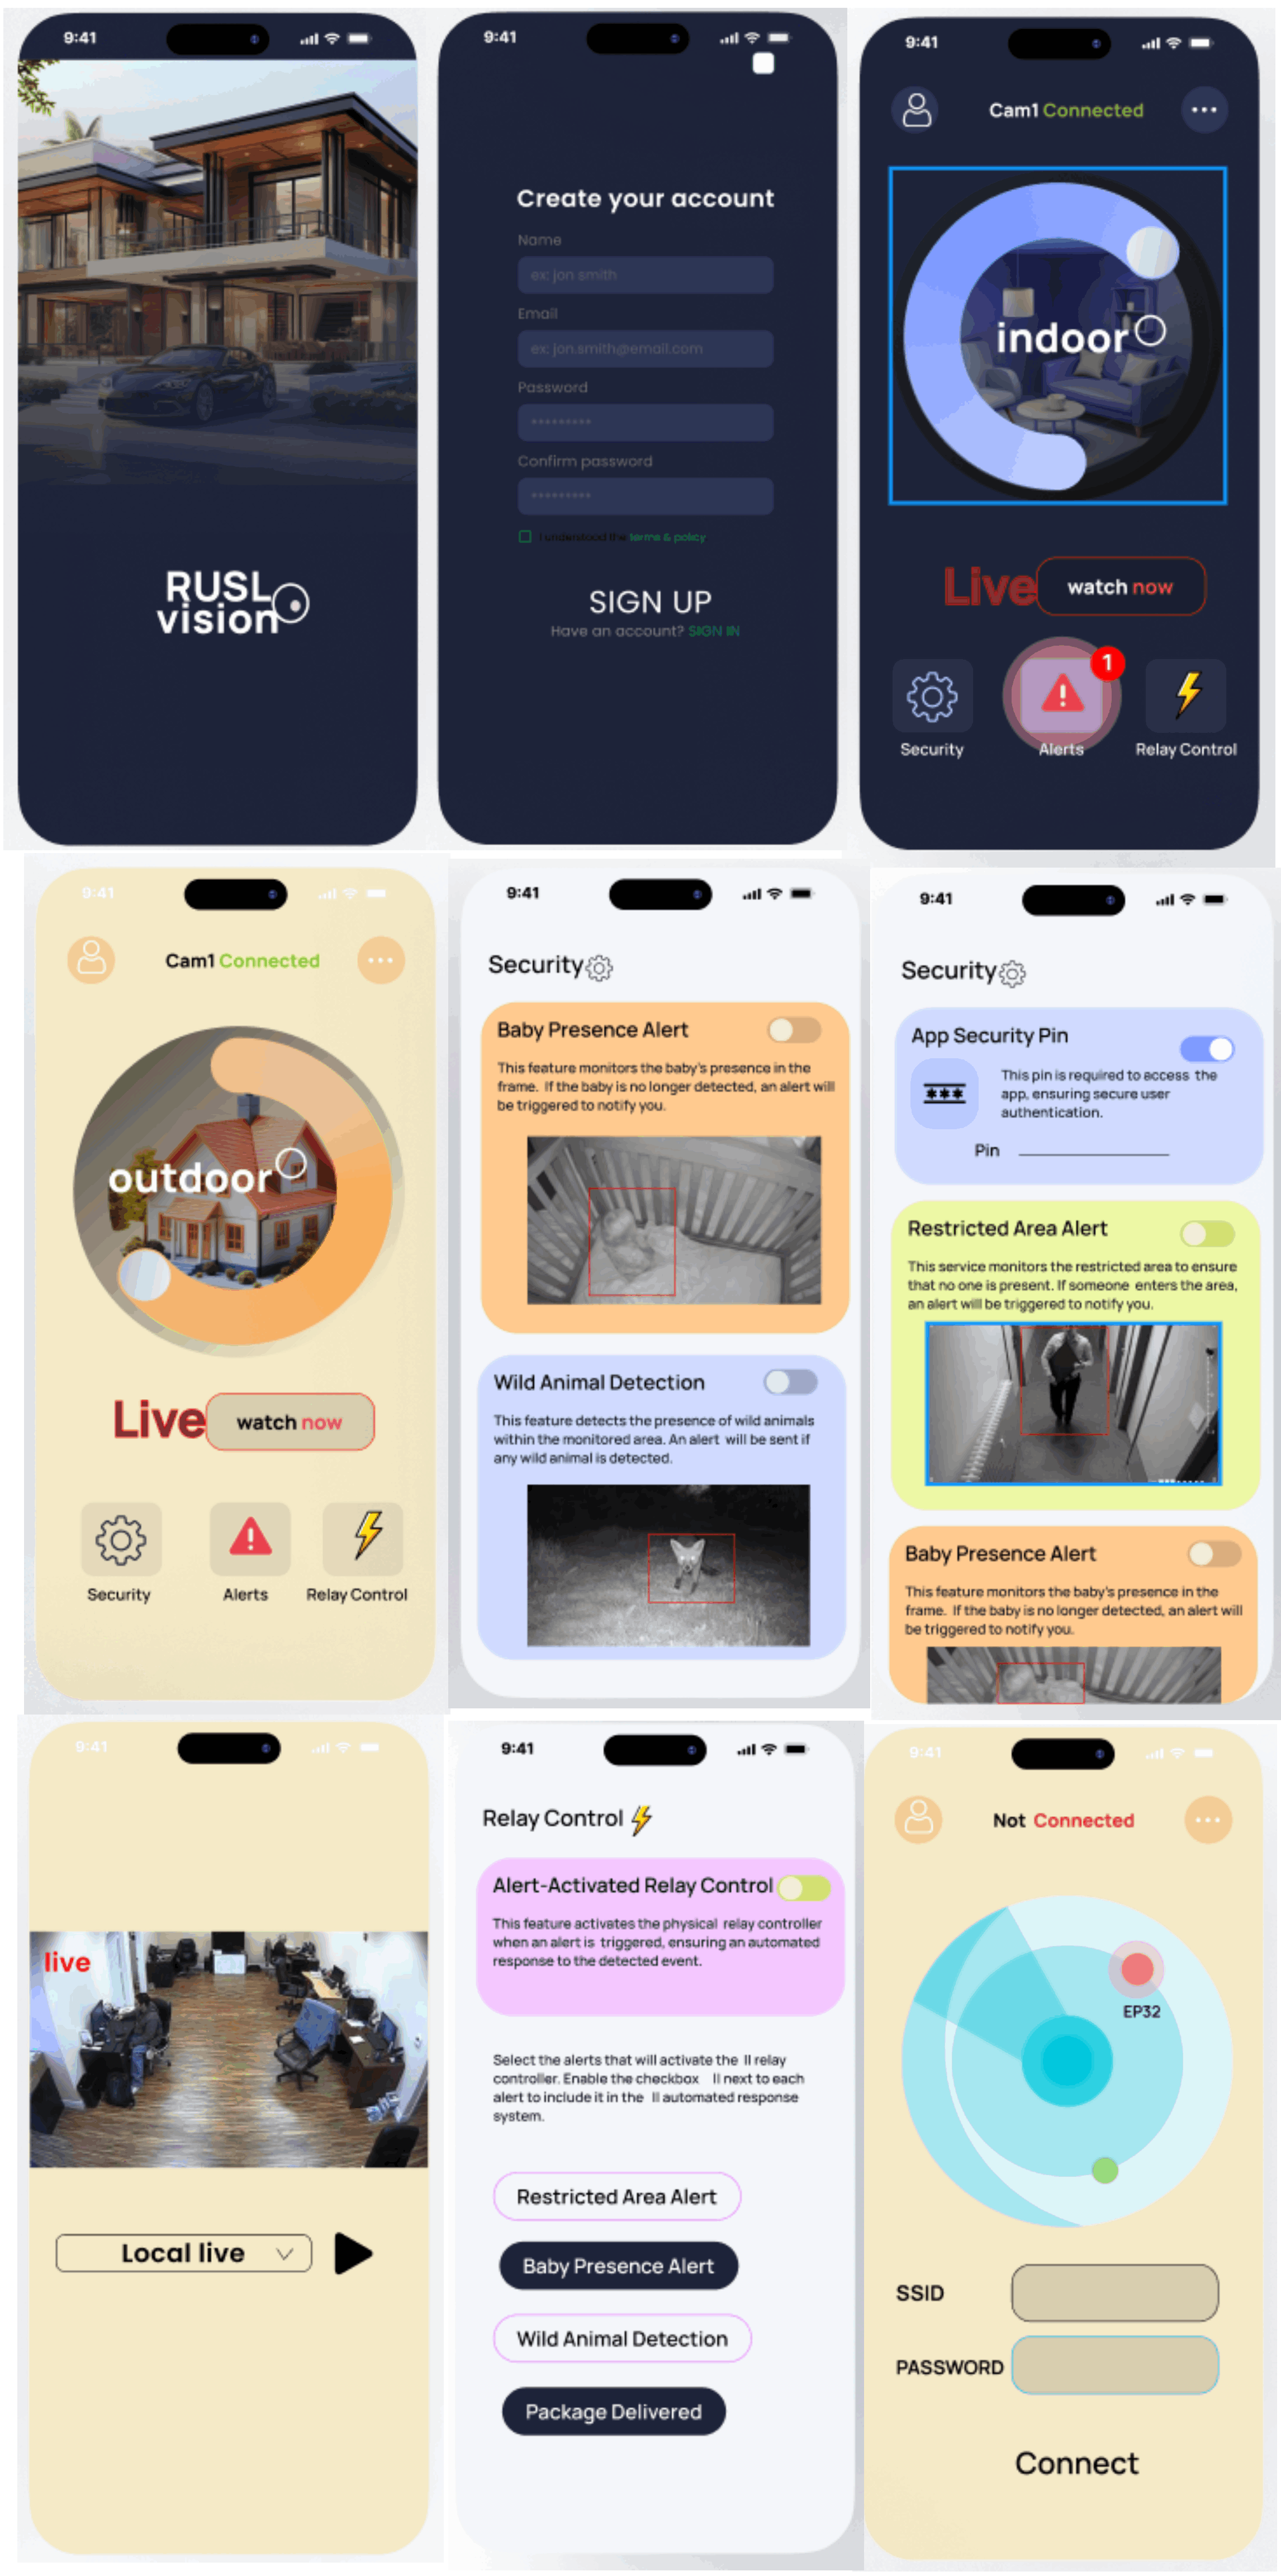 9:41
RUSL
vision
9:41
Create your account
Name
ex: jon smith
Email
ex: jon.smith@email.com
Password
*********
Confirm password
*********
I understood the terms & policy
SIGN UP
Have an account? SIGN IN
9:41
Cam1 Connected
indoor
Live watch now
1
Security Alerts Relay Control
9:41
Cam1 Connected
outdoor
Live watch now
Security Alerts Relay Control
9:41
Security
Baby Presence Alert
This feature monitors the baby's presence in the
frame. If the baby is no longer detected, an alert will
be triggered to notify you.
Wild Animal Detection
This feature detects the presence of wild animals
within the monitored area. An alert will be sent if
any wild animal is detected.
9:41
Security
App Security Pin
***
This pin is required to access the
app, ensuring secure user
authentication.
Pin
Restricted Area Alert
This service monitors the restricted area to ensure
that no one is present. If someone enters the area,
an alert will be triggered to notify you.
Baby Presence Alert
This feature monitors the baby's presence in the
frame. If the baby is no longer detected, an alert will
be triggered to notify you.
9:41
live
Local live
9:41
Relay Control
Alert-Activated Relay Control
This feature activates the physical relay controller
when an alert is triggered, ensuring an automated
response to the detected event.
Select the alerts that will activate the ll relay
controller. Enable the checkbox ll next to each
alert to include it in the ll automated response
system.
Restricted Area Alert
Baby Presence Alert
Wild Animal Detection
Package Delivered
9:41
Not Connected
EP32
SSID
PASSWORD
Connect